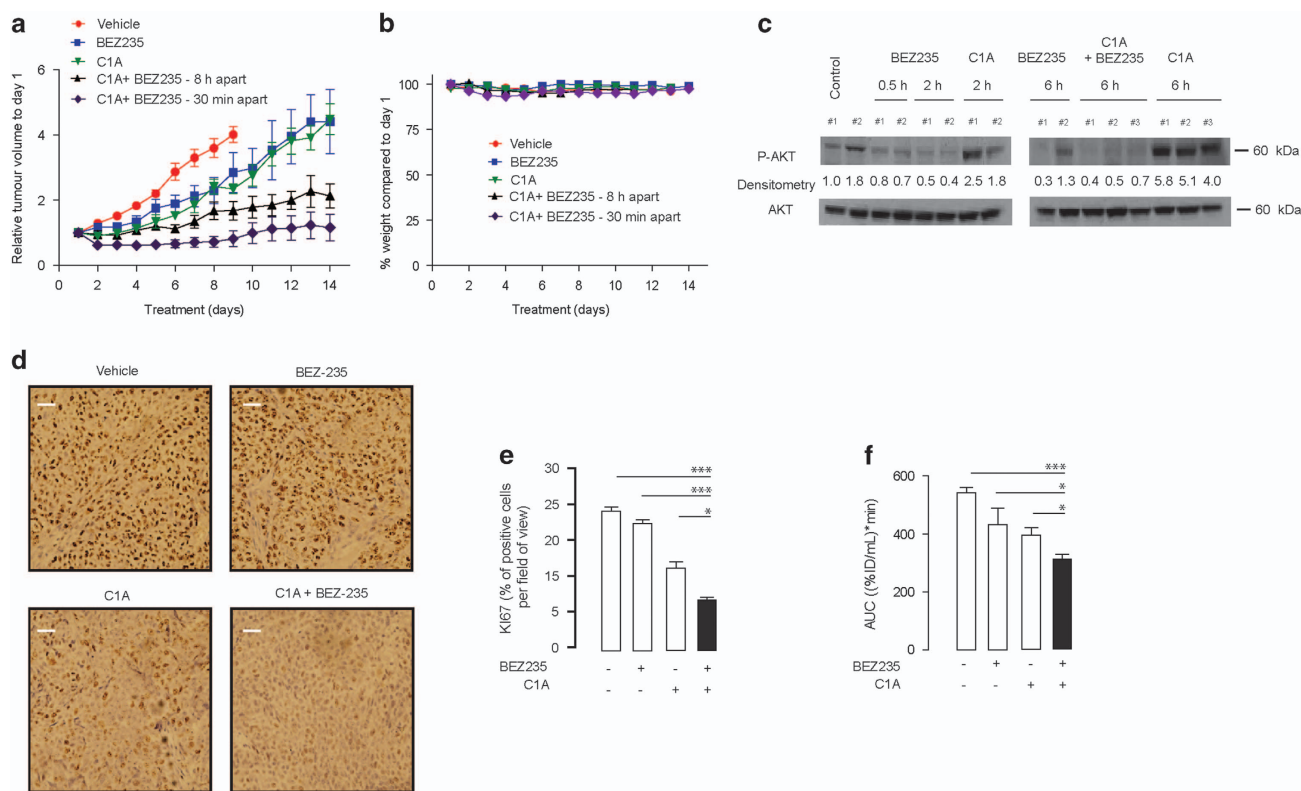 a
Vehicle
BEZ235
C1A
C1A+ BEZ235 - 8 h apart
C1A+ BEZ235 - 30 min apart
Relative tumour volume to day 1
6
4
2
0
0 2 4 6 8 10 12 14
Treatment (days)
b
% weight compared to day 1
100
75
50
25
0
Vehicle
BEZ235
C1A
C1A+ BEZ235 - 8 h apart
C1A+ BEZ235 - 30 min apart
0 2 4 6 8 10 12 14
Treatment (days)
c
Control
BEZ235
C1A
BEZ235
C1A
+ BEZ235
C1A
0.5 h 2 h 2 h 6 h 6 h 6 h
#1 #2 #1 #2 #1 #2 #1 #2 #1 #2 #1 #2 #3 #1 #2 #3
P-AKT
60 kDa
Densitometry 1.0 1.8 0.8 0.7 0.5 0.4 2.5 1.8 0.3 1.3 0.4 0.5 0.7 5.8 5.1 4.0
AKT
60 kDa
d
Vehicle
BEZ-235
C1A
C1A + BEZ-235
e
KI67 (% of positive cells
per field of view)
30
25
20
15
10
5
0
***
***
*
BEZ235 - + - +
C1A - - + +
f
AUC ((%ID/mL)*min)
600
400
200
0
***
*
*
BEZ235 - + - +
C1A - - + +